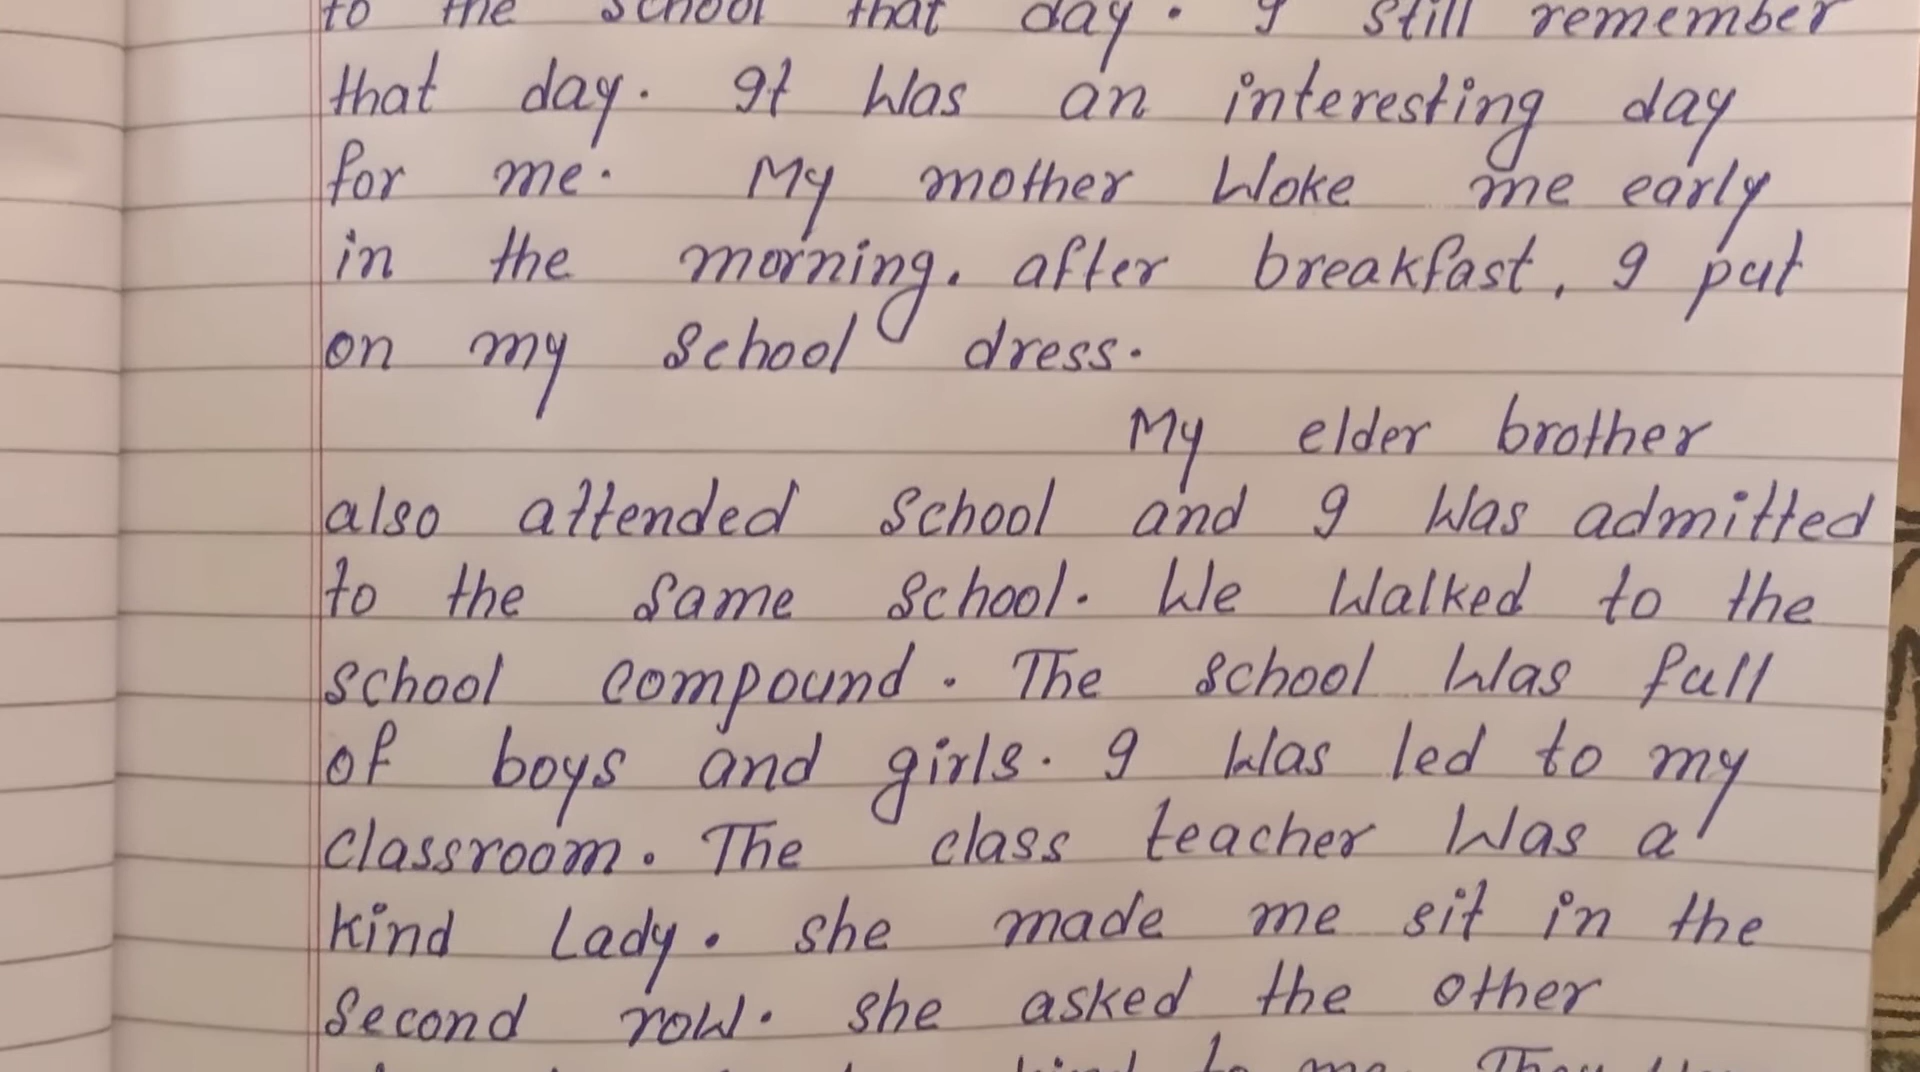 to the school that day. I still remember
that day. It was an interesting day
for me. My mother woke me early
in the morning. after breakfast, I put
on my school dress.
My elder brother
also attended school and I was admitted
to the same school. We walked to the
school compound. The school was full
of boys and girls. I was led to my
classroom. The class teacher was a
kind Lady. she made me sit in the
second row. she asked the other
to me. They